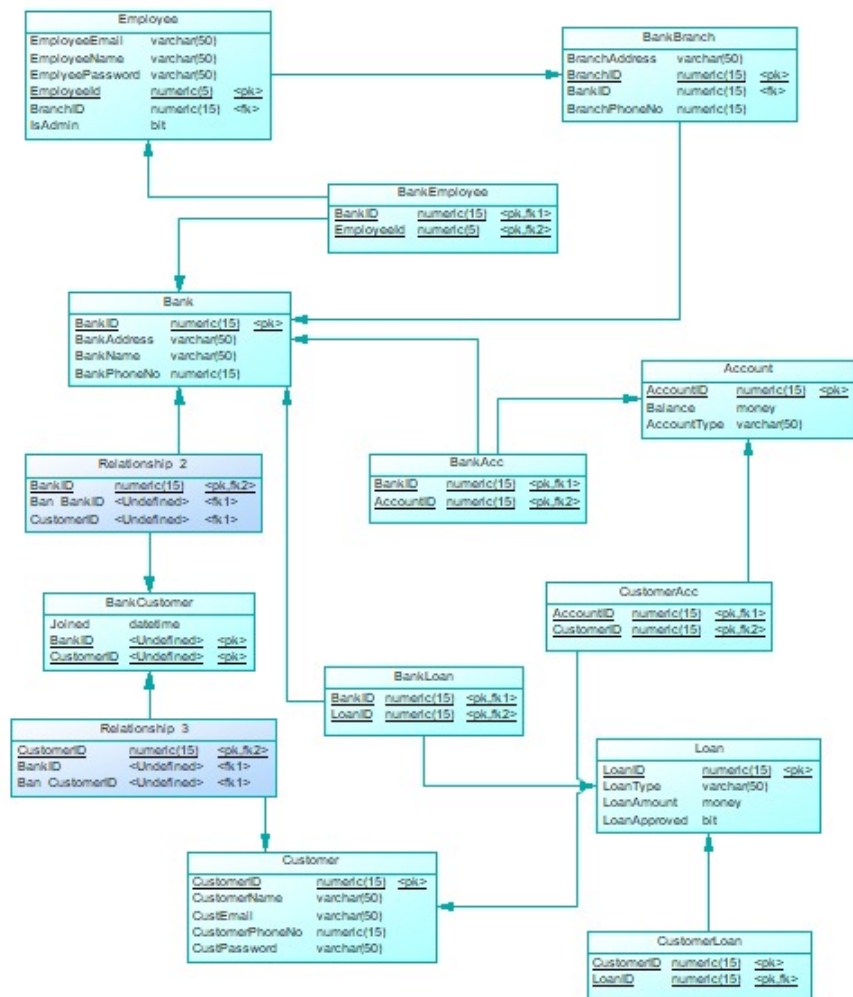 Employee
EmployeeEmail varchar(50)
EmployeeName varchar(50)
EmplyeePassword varchar(50)
EmployeeId numeric(5) <pk>
BranchID numeric(15) <fk>
IsAdmin bit
BankBranch
BranchAddress varchar(50)
BranchID numeric(15) <pk>
BankID numeric(15) <fk>
BranchPhoneNo numeric(15)
BankEmployee
BankID numeric(15) <pk,fk1>
EmployeeId numeric(5) <pk,fk2>
Bank
BankID numeric(15) <pk>
BankAddress varchar(50)
BankName varchar(50)
BankPhoneNo numeric(15)
Account
AccountID numeric(15) <pk>
Balance money
AccountType varchar(50)
Relationship_2
BankID numeric(15) <pk,fk2>
Ban_BankID <Undefined> <fk1>
CustomerID <Undefined> <fk1>
BankAcc
BankID numeric(15) <pk,fk1>
AccountID numeric(15) <pk,fk2>
BankCustomer
Joined datetime
BankID <Undefined> <pk>
CustomerID <Undefined> <pk>
CustomerAcc
AccountID numeric(15) <pk,fk1>
CustomerID numeric(15) <pk,fk2>
BankLoan
BankID numeric(15) <pk,fk1>
LoanID numeric(15) <pk,fk2>
Relationship_3
CustomerID numeric(15) <pk,fk2>
BankID <Undefined> <fk1>
Ban_CustomerID <Undefined> <fk1>
Loan
LoanID numeric(15) <pk>
LoanType varchar(50)
LoanAmount money
LoanApproved bit
Customer
CustomerID numeric(15) <pk>
CustomerName varchar(50)
CustEmail varchar(50)
CustomerPhoneNo numeric(15)
CustPassword varchar(50)
CustomerLoan
CustomerID numeric(15) <pk>
LoanID numeric(15) <pk,fk>